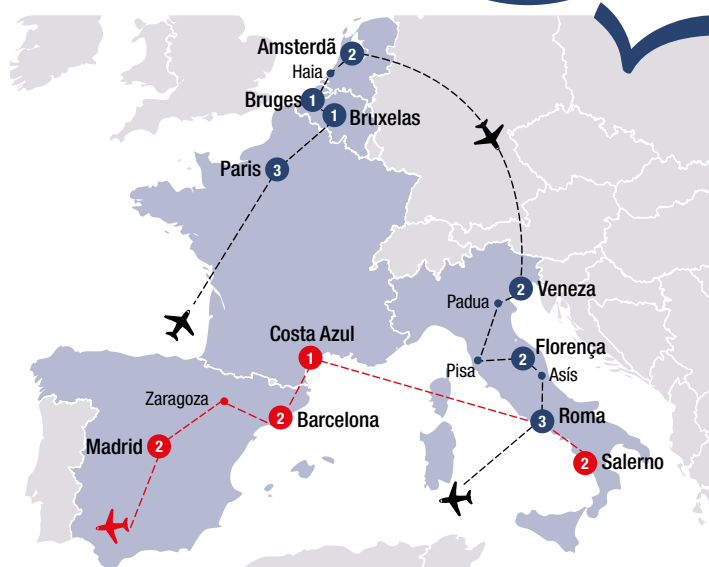 Amsterdã
2
Haia
Bruges
1
1
Bruxelas
Paris
3
2
Veneza
Padua
Costa Azul
1
Florença
2
Pisa
Asís
Zaragoza
2
Barcelona
3
Roma
Madrid
2
2
Salerno